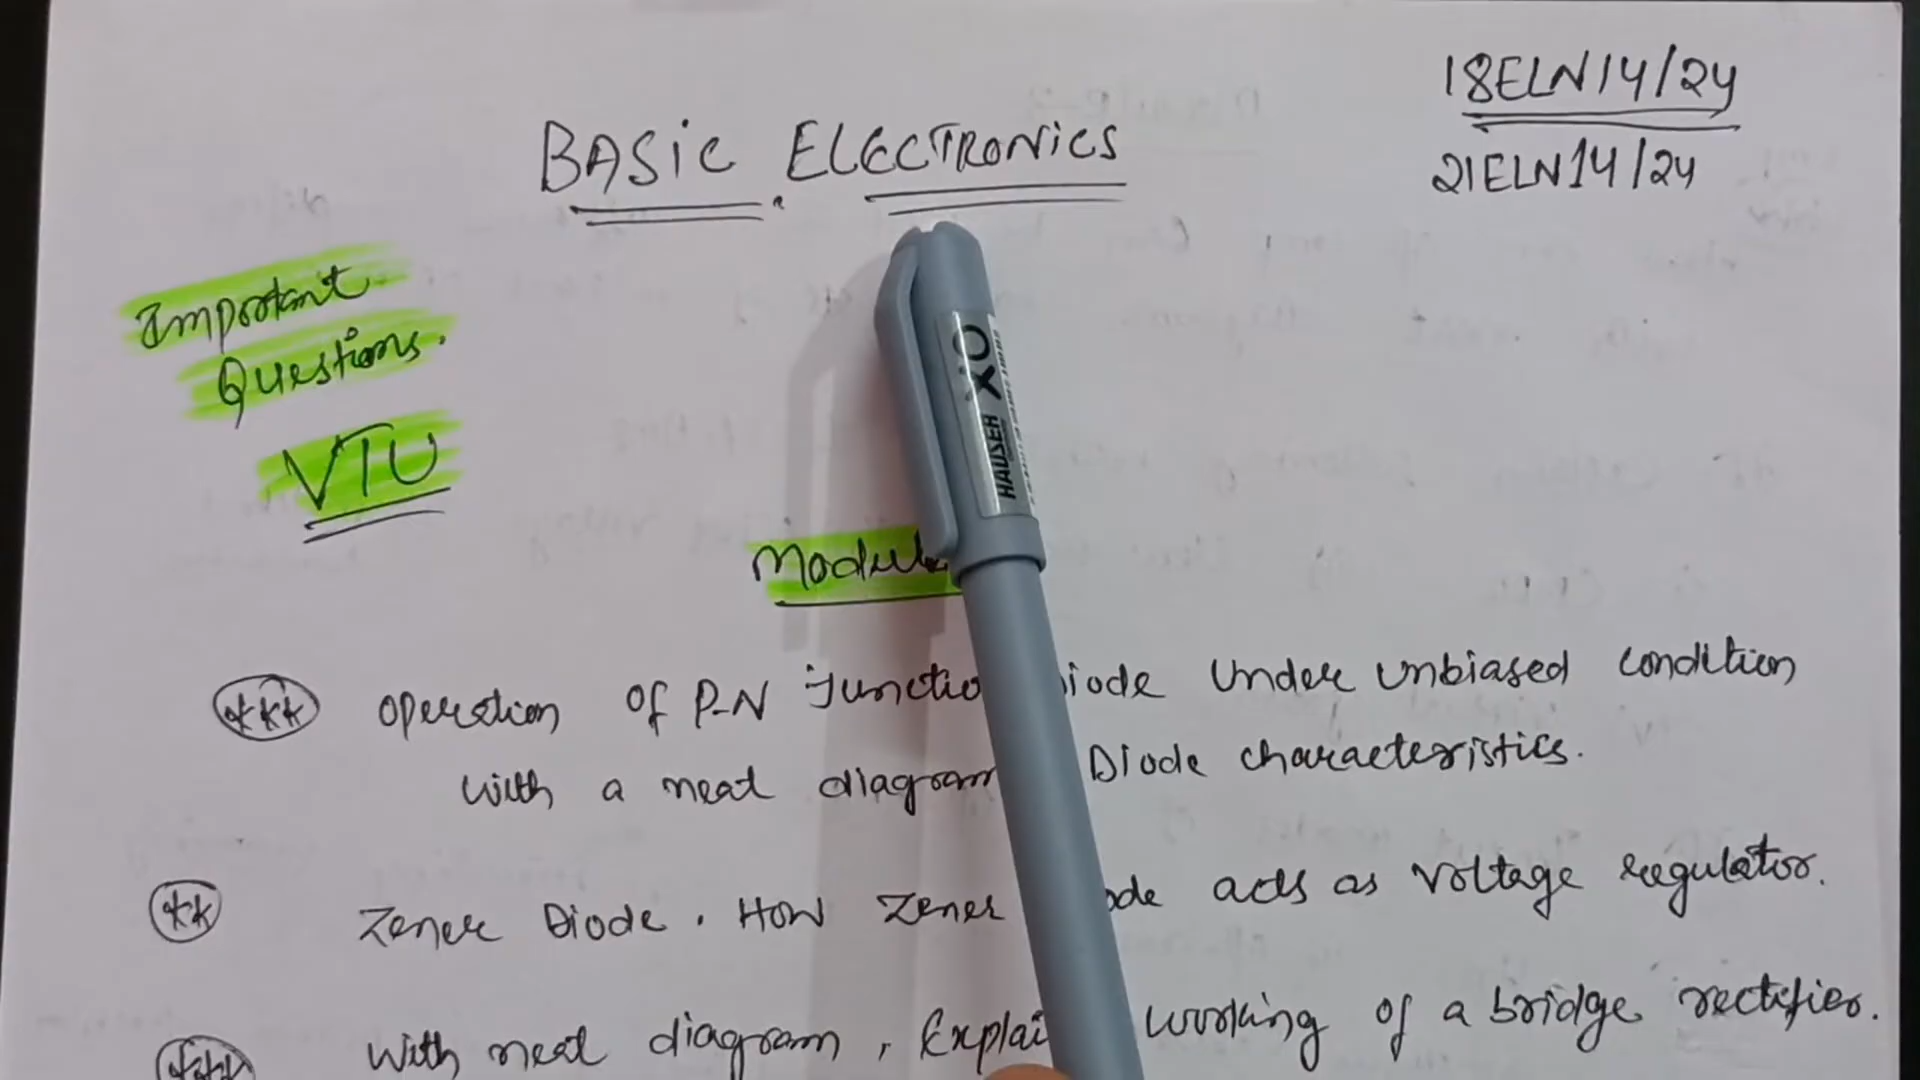 18ELN14/24
BASIC ELECTRONICS
21ELN14/24
Important
Questions.
VTU
HAUSER XO
*** Operation of P-N junctio iode under unbiased condition
with a neat diagram Diode characteristics.
** Zener Diode. How Zener ode acts as voltage regulator.
*** With neat diagram, Explai working of a bridge rectifier.